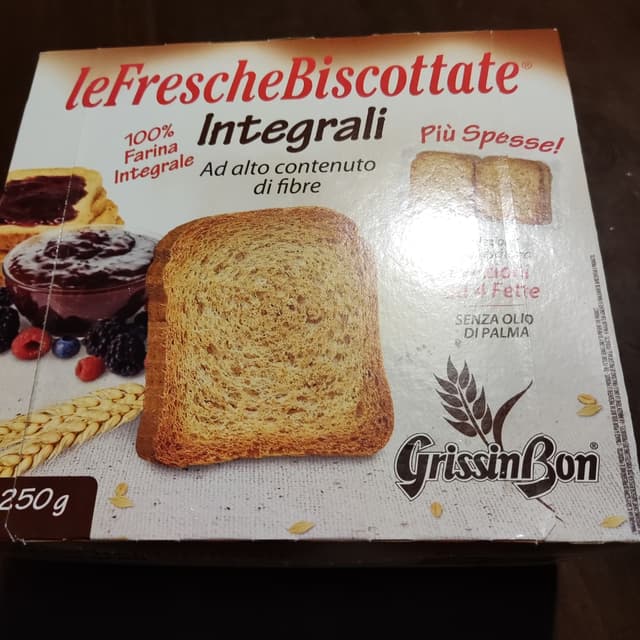 leFrescheBiscottate®
Integrali
100%
Farina
Integrale
Ad alto contenuto
di fibre
Più Spesse!
da 4 Fette
SENZA OLIO
DI PALMA
GrissinBon®
250g